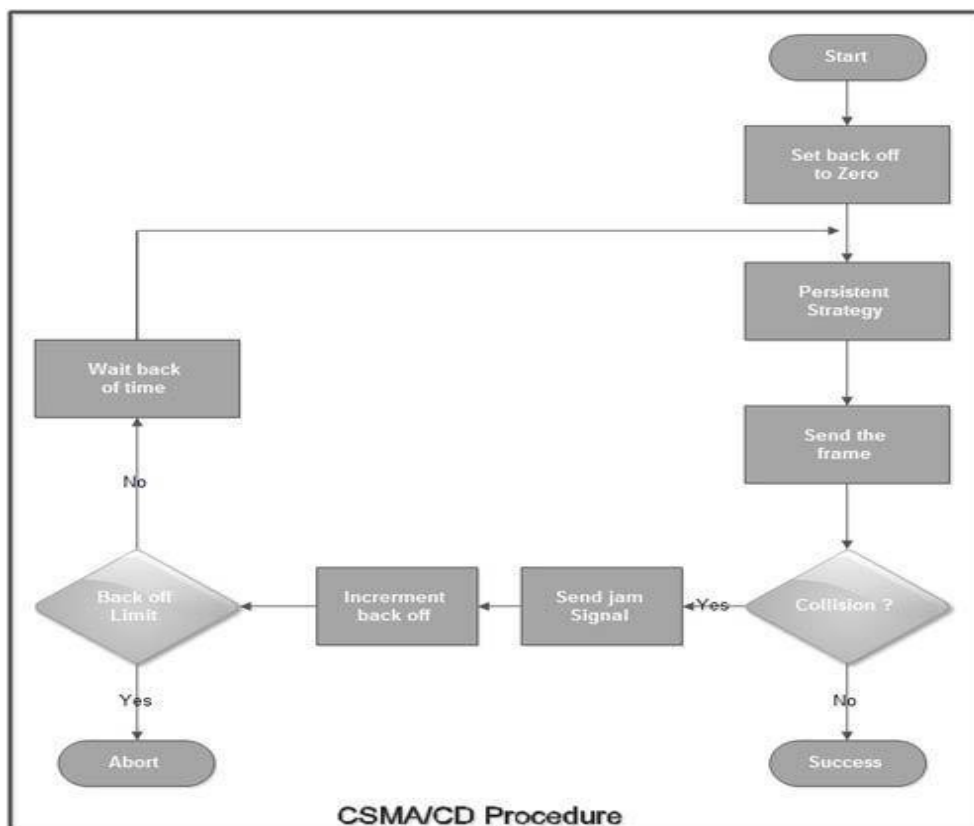 Start
Set back off
to Zero
Persistent
Strategy
Wait back
of time
Send the
frame
No
Back off
Limit
Increrment
back off
Send jam
Signal
Yes
Collision ?
Yes
No
Abort
Success
CSMA/CD Procedure